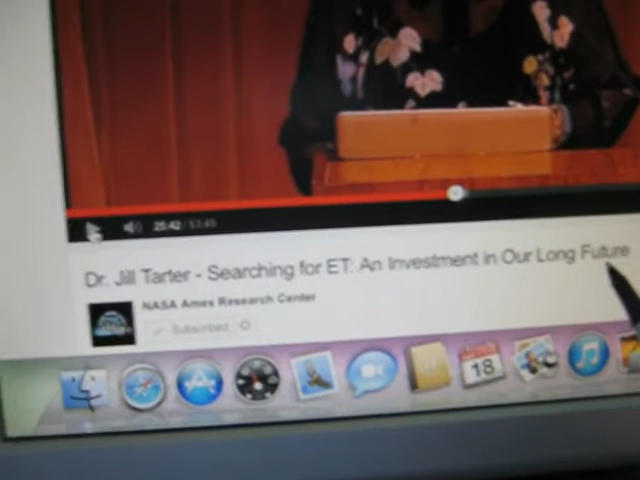 25:42 / 53:45
Dr. Jill Tarter - Searching for ET: An Investment in Our Long Future
NASA Ames Research Center
Subscribed
18